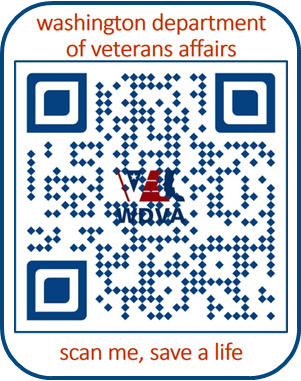 washington department
of veterans affairs
WDVA
scan me, save a life